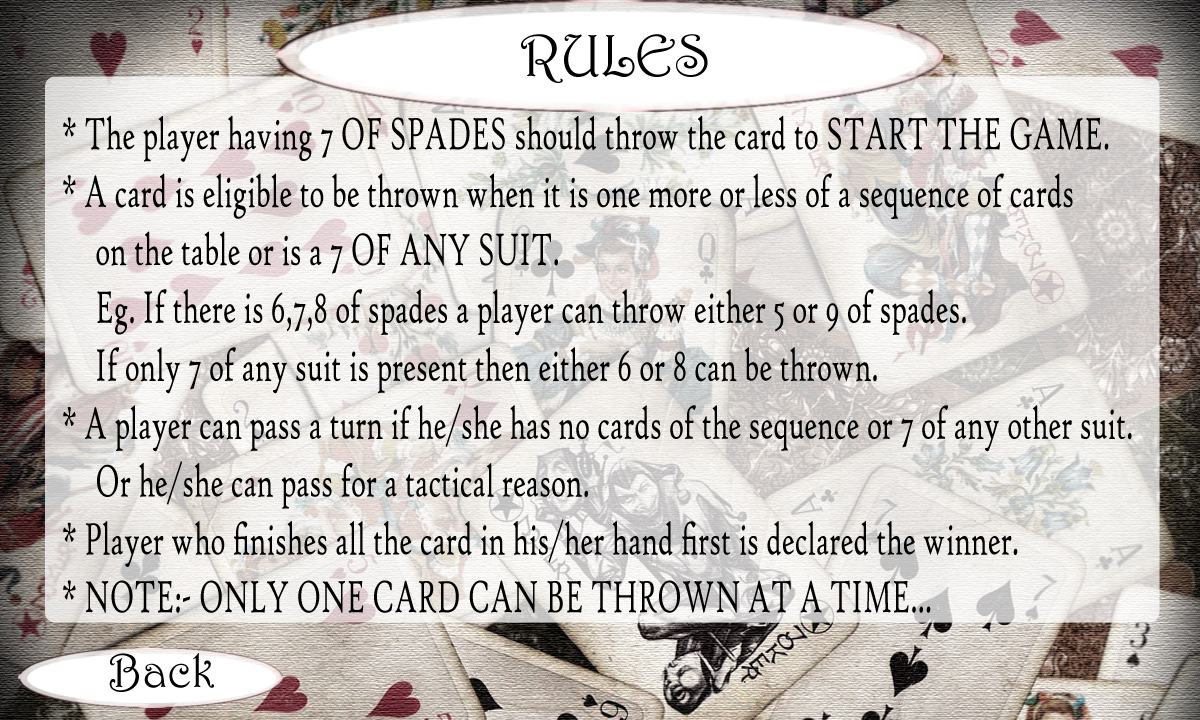 RULES
* The player having 7 OF SPADES should throw the card to START THE GAME.
* A card is eligible to be thrown when it is one more or less of a sequence of cards
on the table or is a 7 OF ANY SUIT.
Eg. If there is 6,7,8 of spades a player can throw either 5 or 9 of spades.
If only 7 of any suit is present then either 6 or 8 can be thrown.
* A player can pass a turn if he/she has no cards of the sequence or 7 of any other suit.
Or he/she can pass for a tactical reason.
* Player who finishes all the card in his/her hand first is declared the winner.
* NOTE:- ONLY ONE CARD CAN BE THROWN AT A TIME...
JOKER
Back